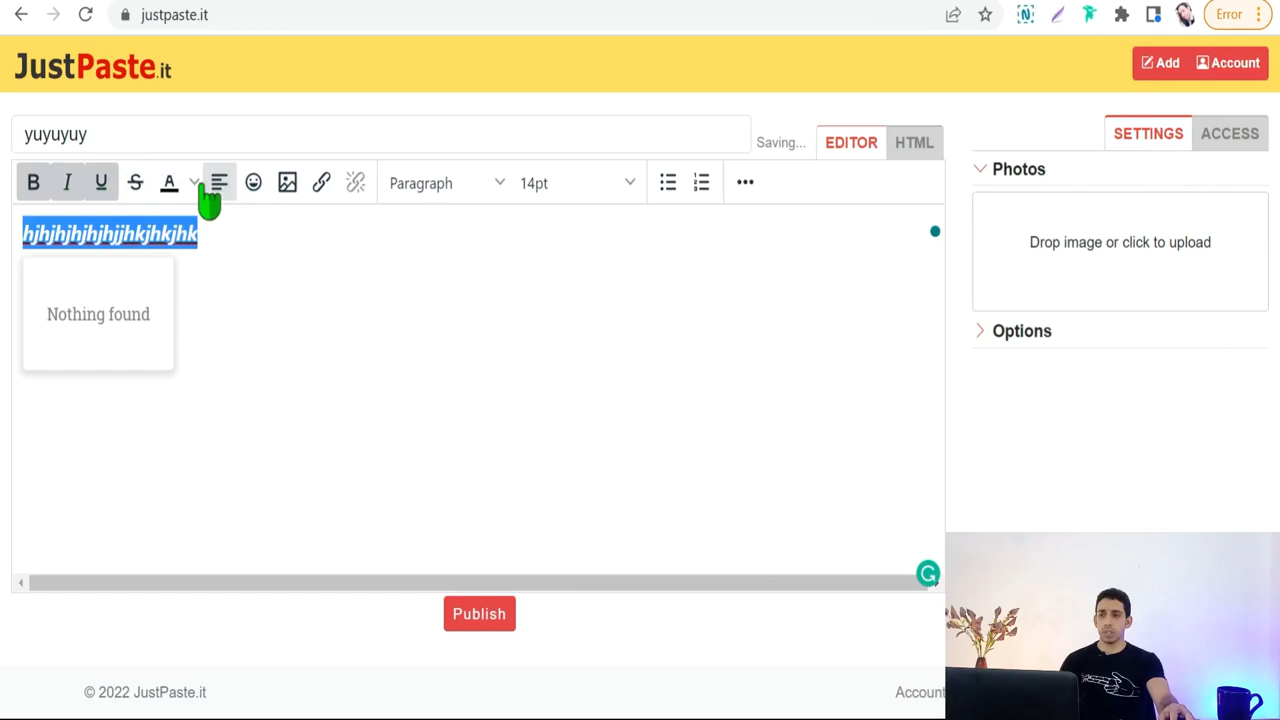 justpaste.it
Error
JustPaste.it
Add
Account
yuyuyuy
Saving...
EDITOR
HTML
SETTINGS
ACCESS
B I U S A
Paragraph
14pt
Photos
hjhjhjhjhjhjjhkjhkjhk
Drop image or click to upload
Nothing found
Options
Publish
© 2022 JustPaste.it
Account